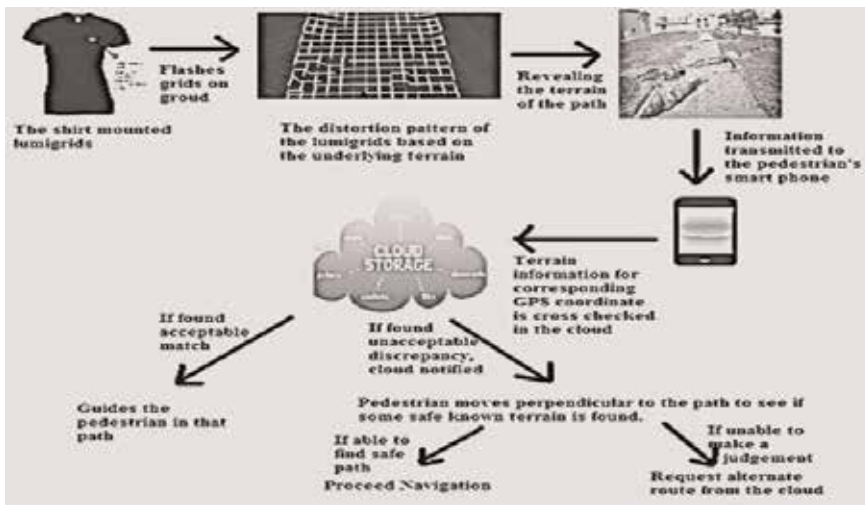 Flashes
grids on
groud
The shirt mounted
lumigrids
The distortion pattern of
the lumigrids based on
the underlying terrain
Revealing
the terrain
of the path
Information
transmitted to
the pedestrian's
smart phone
CLOUD
STORAGE
Terrain
information for
corresponding
GPS coordinate
is cross checked
in the cloud
If found
acceptable
match
If found
unacceptable
discrepancy,
cloud notified
Guides the
pedestrian in that
path
Pedestrian moves perpendicular to the path to see if
some safe known terrain is found.
If able to
find safe
path
Proceed Navigation
If unable to
make a
judgement
Request alternate
route from the cloud